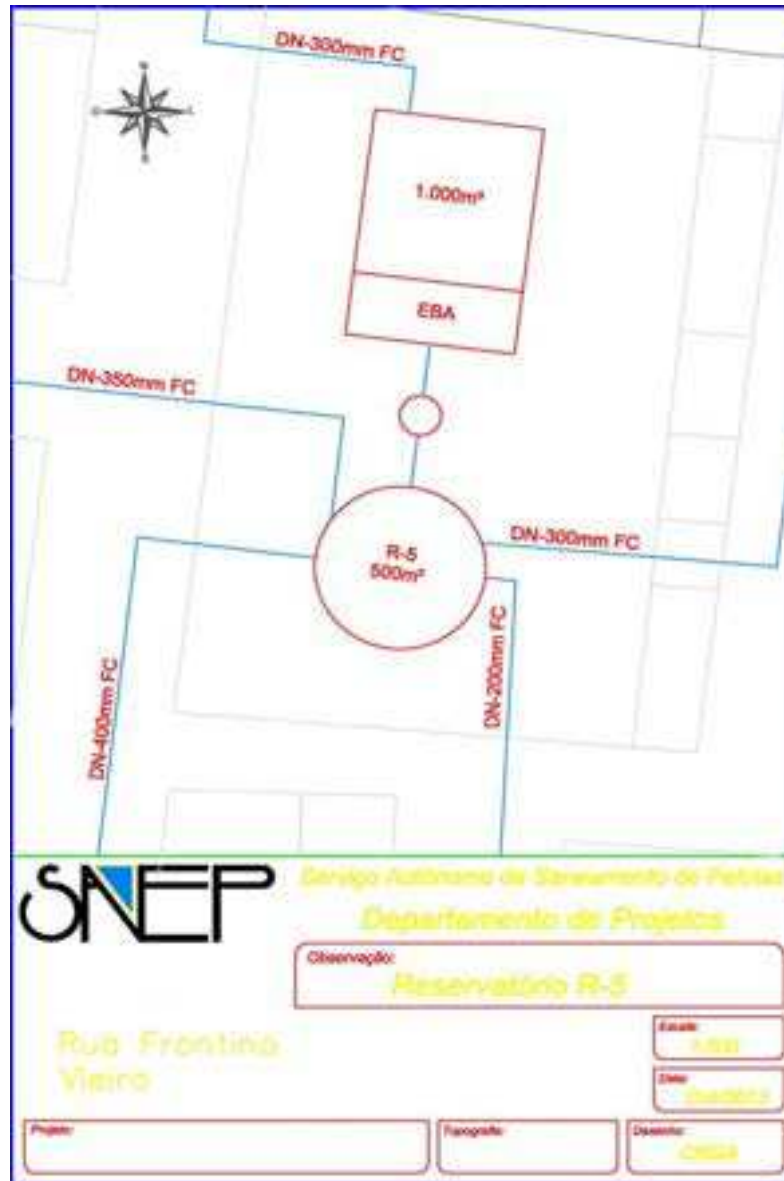 DN-300mm FC
N
1.000m³
EBA
DN-350mm FC
DN-300mm FC
R-5
500m³
DN-200mm FC
DN-400mm FC
SNEP
Serviço Autônomo de Saneamento de Pelotas
Departamento de Projetos
Observação:
Reservatório R-5
Rua Frontino
Vieira
Escala:
Data:
Projeto:
Topografia:
Desenho: